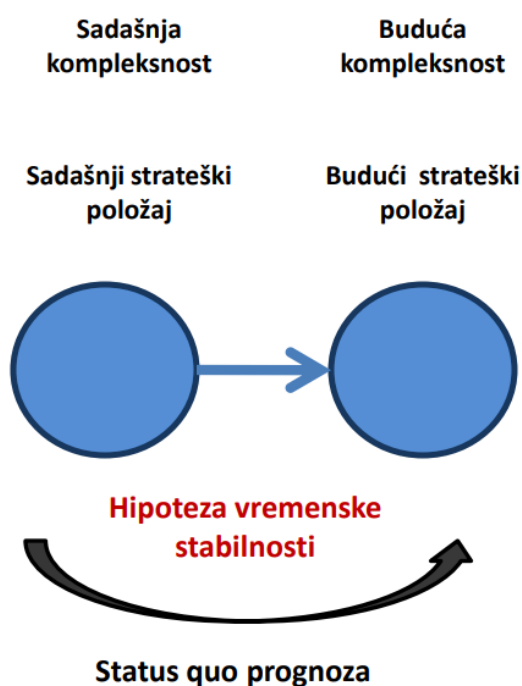 Sadašnja
kompleksnost
Buduća
kompleksnost
Sadašnji strateški
položaj
Budući strateški
položaj
Hipoteza vremenske
stabilnosti
Status quo prognoza